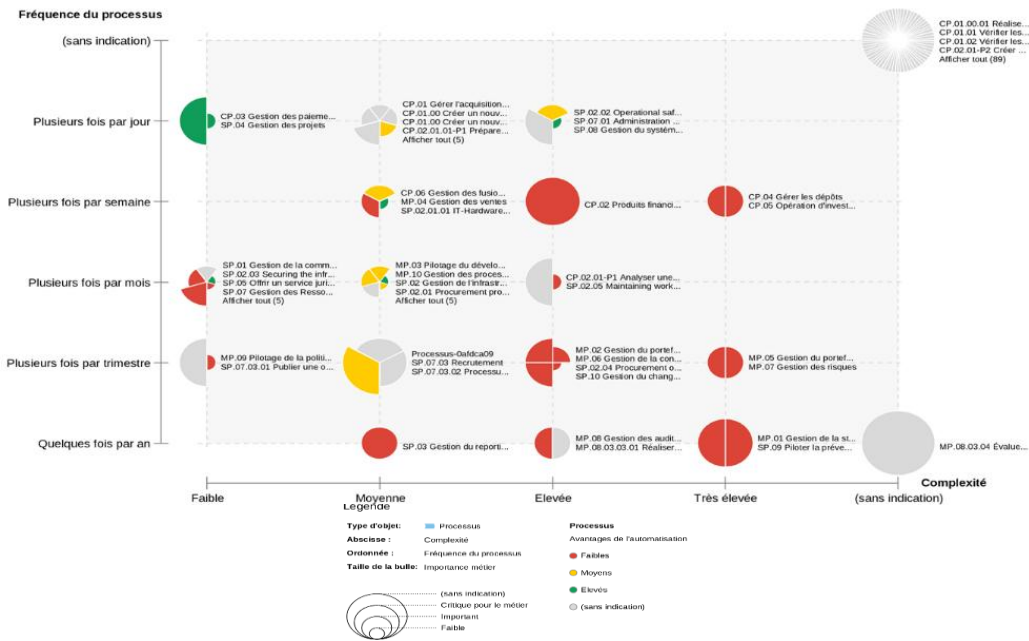 Fréquence du processus
(sans indication)
CP.01.00.01 Réalise...
CP.01.01 Vérifier les...
CP.01.02 Vérifier les...
CP.02.01-P2 Créer ...
Afficher tout (89)
Plusieurs fois par jour
CP.03 Gestion des paieme...
SP.04 Gestion des projets
CP.01 Gérer l'acquisition...
CP.01.00 Créer un nouv...
CP.01.00 Créer un nouv...
CP.02.01.01-P1 Prépare...
Afficher tout (5)
SP.02.02 Operational saf...
SP.07.01 Administration ...
SP.08 Gestion du systém...
Plusieurs fois par semaine
CP.06 Gestion des fusio...
MP.04 Gestion des ventes
SP.02.01.01 IT-Hardware...
CP.02 Produits financi...
CP.04 Gérer les dépôts
CP.05 Opération d'invest...
Plusieurs fois par mois
SP.01 Gestion de la comm...
SP.02.03 Securing the infr...
SP.05 Offrir un service juri...
SP.07 Gestion des Resso...
Afficher tout (5)
MP.03 Pilotage du dévelo...
MP.10 Gestion des proces...
SP.02 Gestion de l'infrast...
SP.02.01 Procurement pro...
Afficher tout (5)
CP.02.01-P1 Analyser une...
SP.02.05 Maintaining work...
Plusieurs fois par trimestre
MP.09 Pilotage de la politi...
SP.07.03.01 Publier une o...
Processus-0afdca09
SP.07.03 Recrutement
SP.07.03.02 Processu...
MP.02 Gestion du portef...
MP.06 Gestion de la con...
SP.02.04 Procurement o...
SP.10 Gestion du chang...
MP.05 Gestion du portef...
MP.07 Gestion des risques
Quelques fois par an
SP.03 Gestion du reporti...
MP.08 Gestion des audit...
MP.08.03.03.01 Réaliser...
MP.01 Gestion de la st...
SP.09 Piloter la préve...
MP.08.03.04 Évalue...
Complexité
Faible
Moyenne
Elevée
Très élevée
(sans indication)
Légende
Type d'objet: Processus
Abscisse : Complexité
Ordonnée : Fréquence du processus
Taille de la bulle: Importance métier
(sans indication)
Critique pour le métier
Important
Faible
Processus
Avantages de l'automatisation
Faibles
Moyens
Elevés
(sans indication)